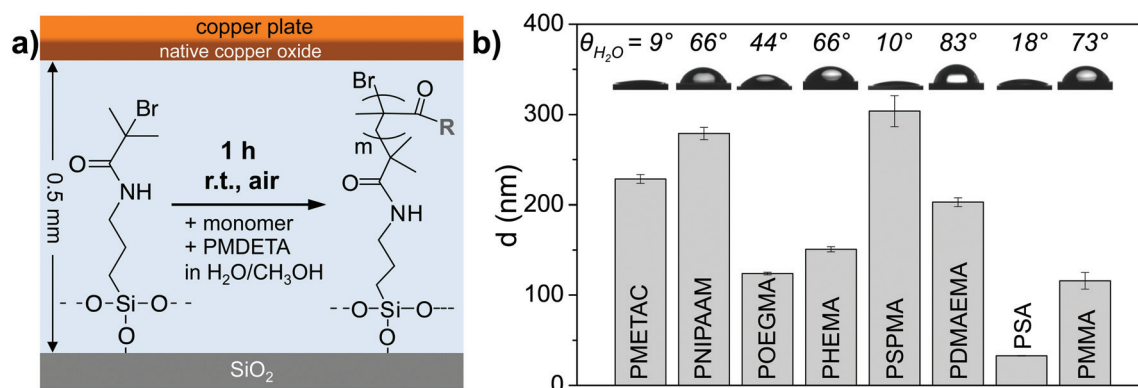 a)
copper plate
native copper oxide
0.5 mm
Br
O
NH
Si
O
O
O
1 h
r.t., air
+ monomer
+ PMDETA
in H₂O/CH₃OH
Br
O
R
m
O
NH
Si
O
O
O
SiO₂
b)
θH₂O = 9° 66° 44° 66° 10° 83° 18° 73°
d (nm)
400
300
200
100
0
PMETAC
PNIPAAM
POEGMA
PHEMA
PSPMA
PDMAEMA
PSA
PMMA